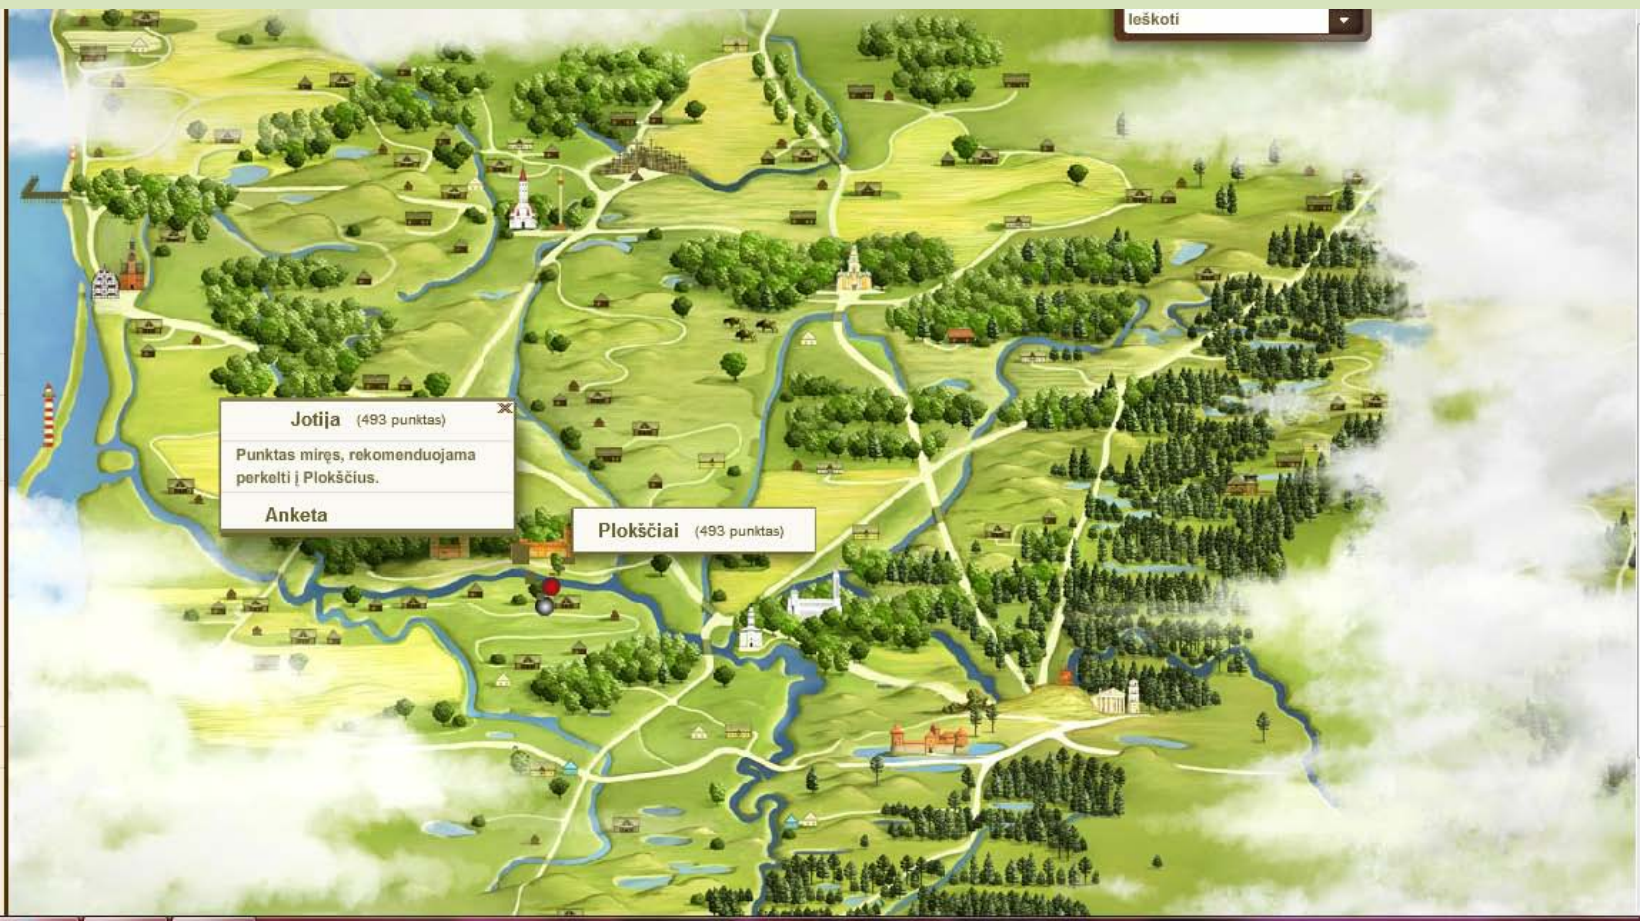 Ieškoti
Jotija (493 punktas)
Punktas miręs, rekomenduojama
perkelti į Plokščius.
Anketa
Plokščiai (493 punktas)